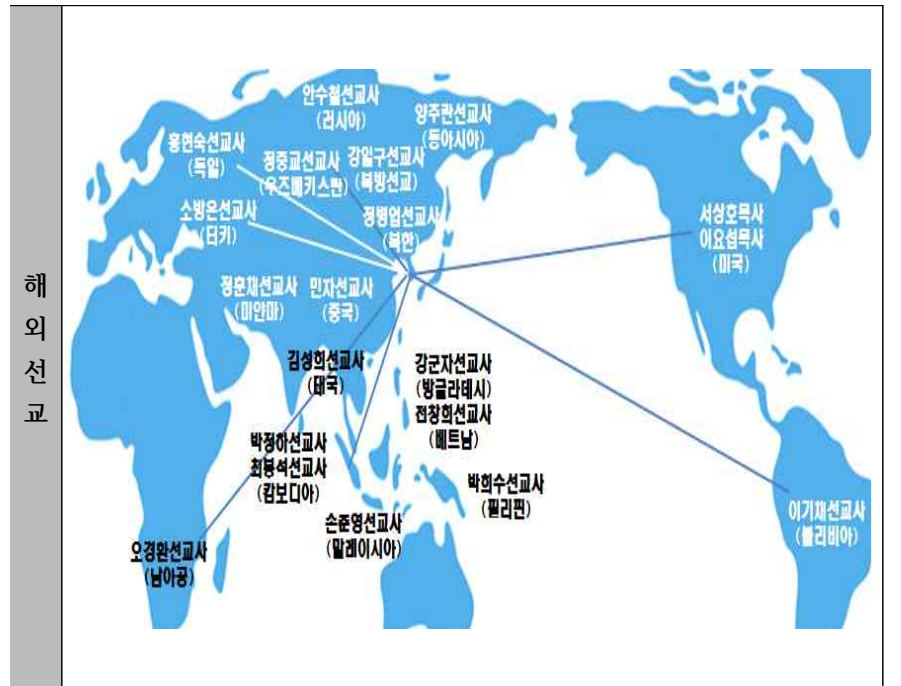 해
외
선
교
안수철선교사
(러시아)
양주란선교사
(동아시아)
홍현숙선교사
(독일)
정중교선교사
(우즈베키스탄)
강일구선교사
(북방선교)
소방은선교사
(터키)
정병업선교사
(북한)
서상호목사
이요섭목사
(미국)
정훈채선교사
(미얀마)
민자선교사
(중국)
김성희선교사
(태국)
강군자선교사
(방글라데시)
전창희선교사
(베트남)
박정하선교사
최봉석선교사
(캄보디아)
박희수선교사
(필리핀)
이기채선교사
(볼리비아)
손준영선교사
(말레이시아)
오경환선교사
(남아공)